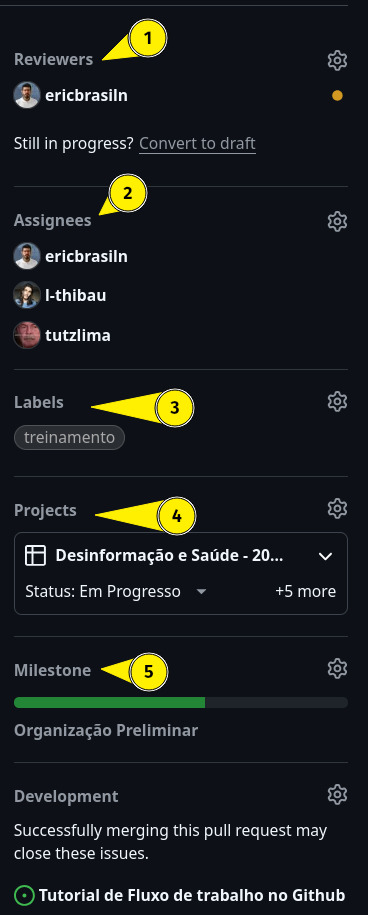 1
Reviewers
ericbrasiln
Still in progress? Convert to draft
2
Assignees
ericbrasiln
l-thibau
tutzlima
Labels
3
treinamento
Projects
4
Desinformação e Saúde - 20...
Status: Em Progresso +5 more
Milestone
5
Organização Preliminar
Development
Successfully merging this pull request may
close these issues.
Tutorial de Fluxo de trabalho no Github